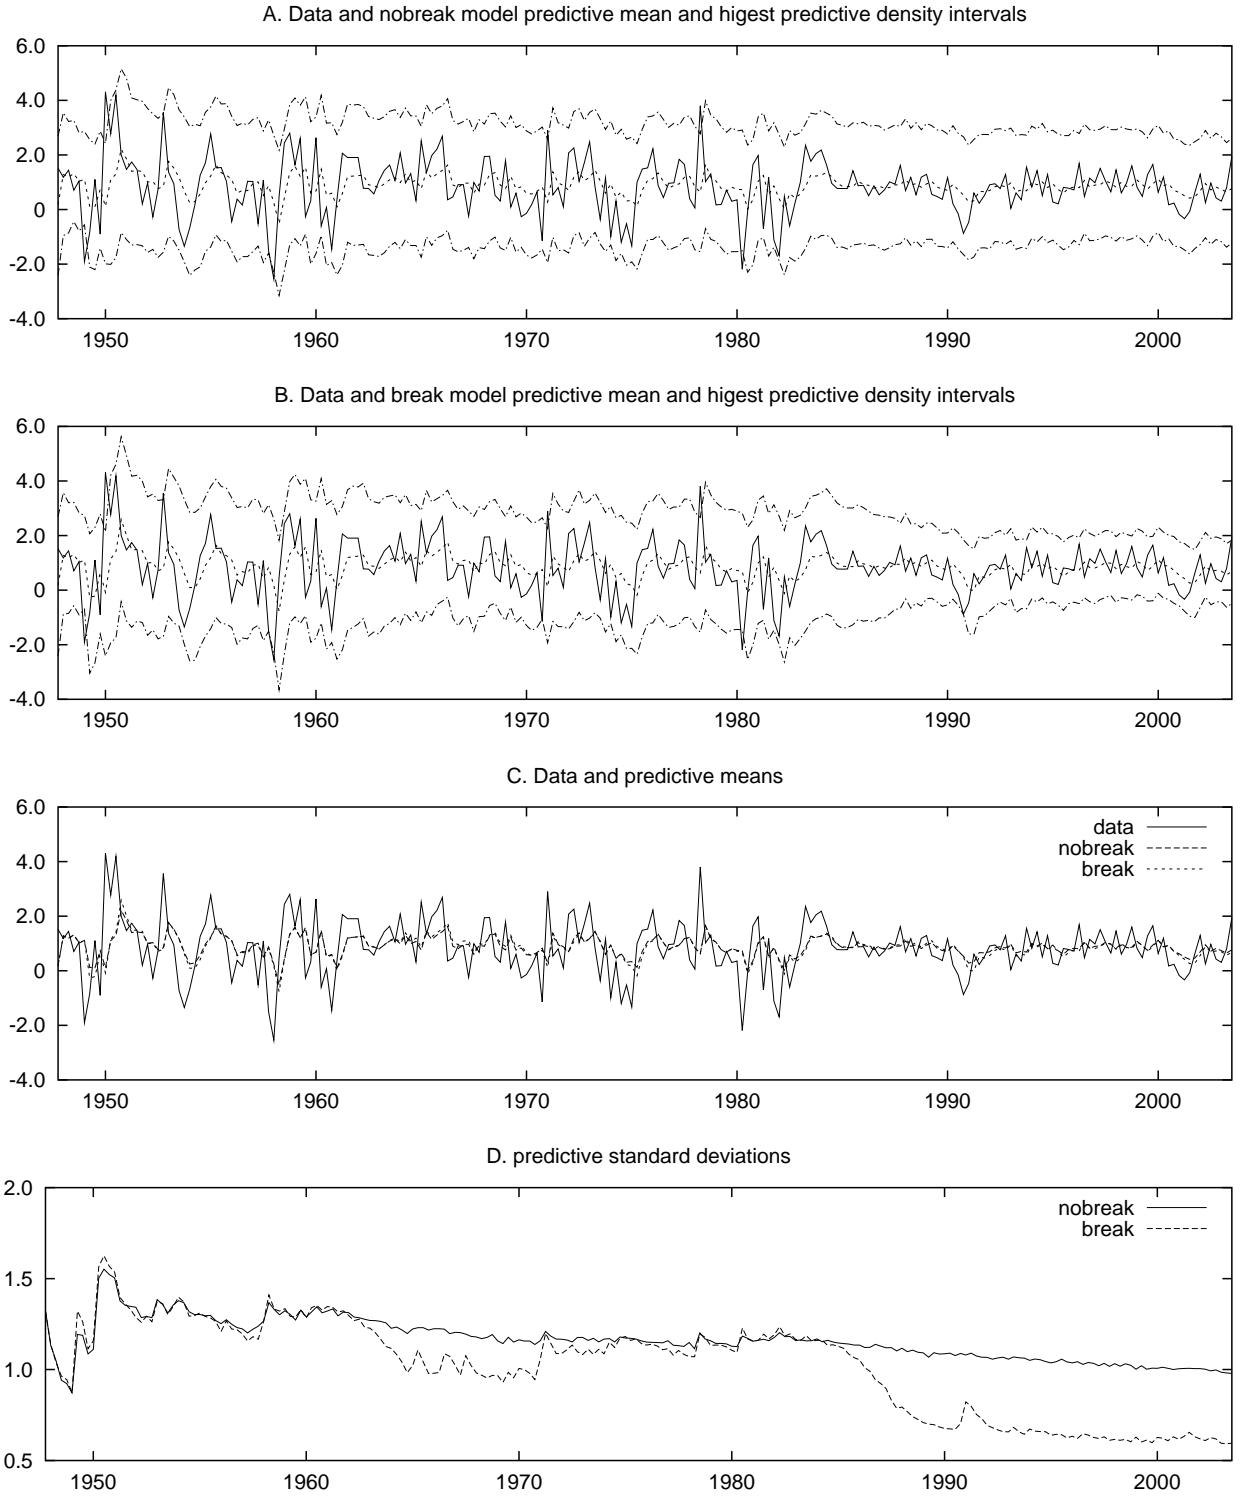 A. Data and nobreak model predictive mean and higest predictive density intervals
6.0
4.0
2.0
0
-2.0
-4.0
1950 1960 1970 1980 1990 2000
B. Data and break model predictive mean and higest predictive density intervals
6.0
4.0
2.0
0
-2.0
-4.0
1950 1960 1970 1980 1990 2000
C. Data and predictive means
6.0
data
nobreak
break
4.0
2.0
0
-2.0
-4.0
1950 1960 1970 1980 1990 2000
D. predictive standard deviations
2.0
nobreak
break
1.5
1.0
0.5
1950 1960 1970 1980 1990 2000